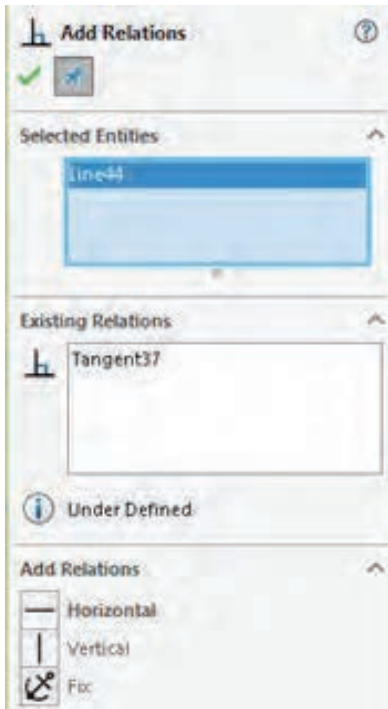 Add Relations
Selected Entities
Line44
Existing Relations
Tangent37
Under Defined
Add Relations
Horizontal
Vertical
Fix